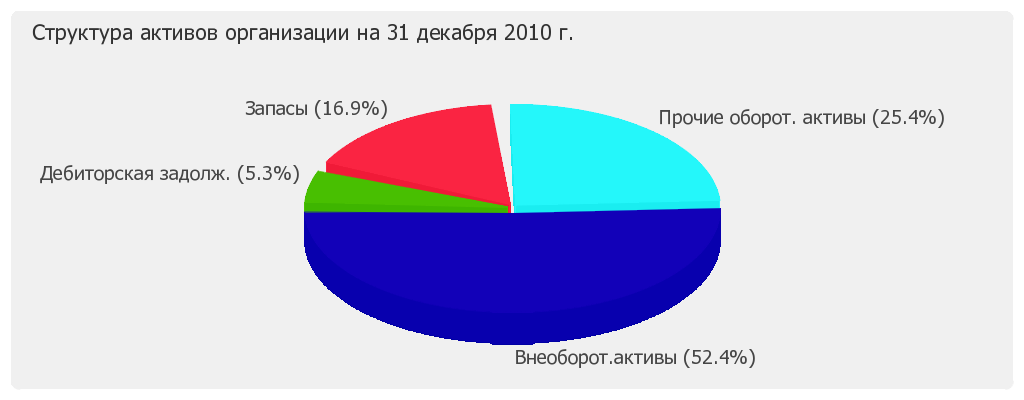 Структура активов организации на 31 декабря 2010 г.
Запасы (16.9%)
Прочие оборот. активы (25.4%)
Дебиторская задолж. (5.3%)
Внеоборот.активы (52.4%)